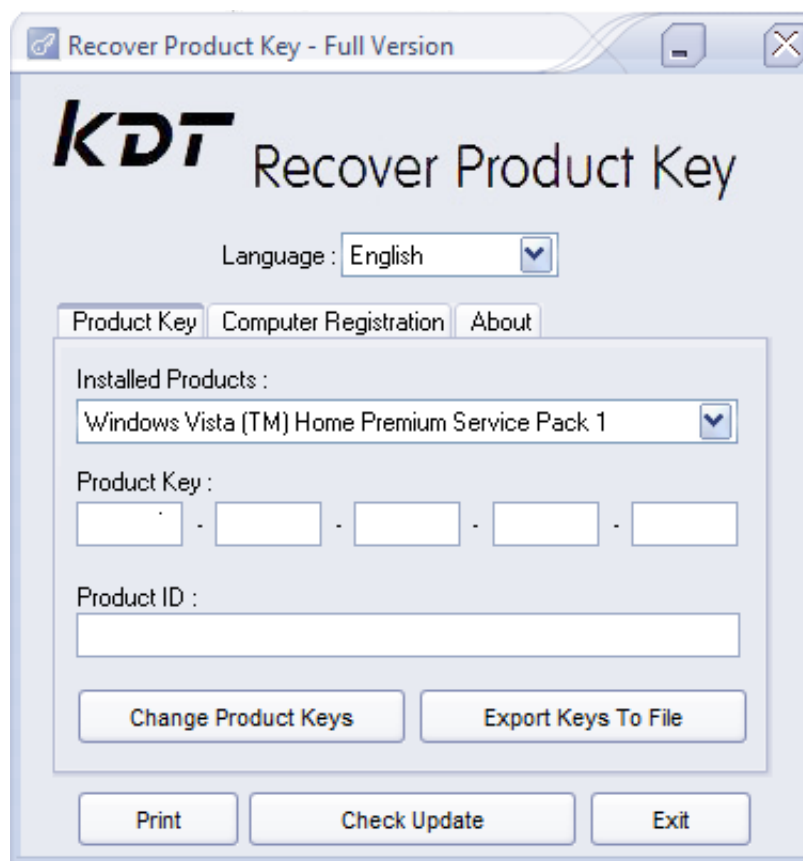 Recover Product Key - Full Version
KDT Recover Product Key
Language : English
Product Key Computer Registration About
Installed Products :
Windows Vista (TM) Home Premium Service Pack 1
Product Key :
- - - -
Product ID :
Change Product Keys Export Keys To File
Print Check Update Exit